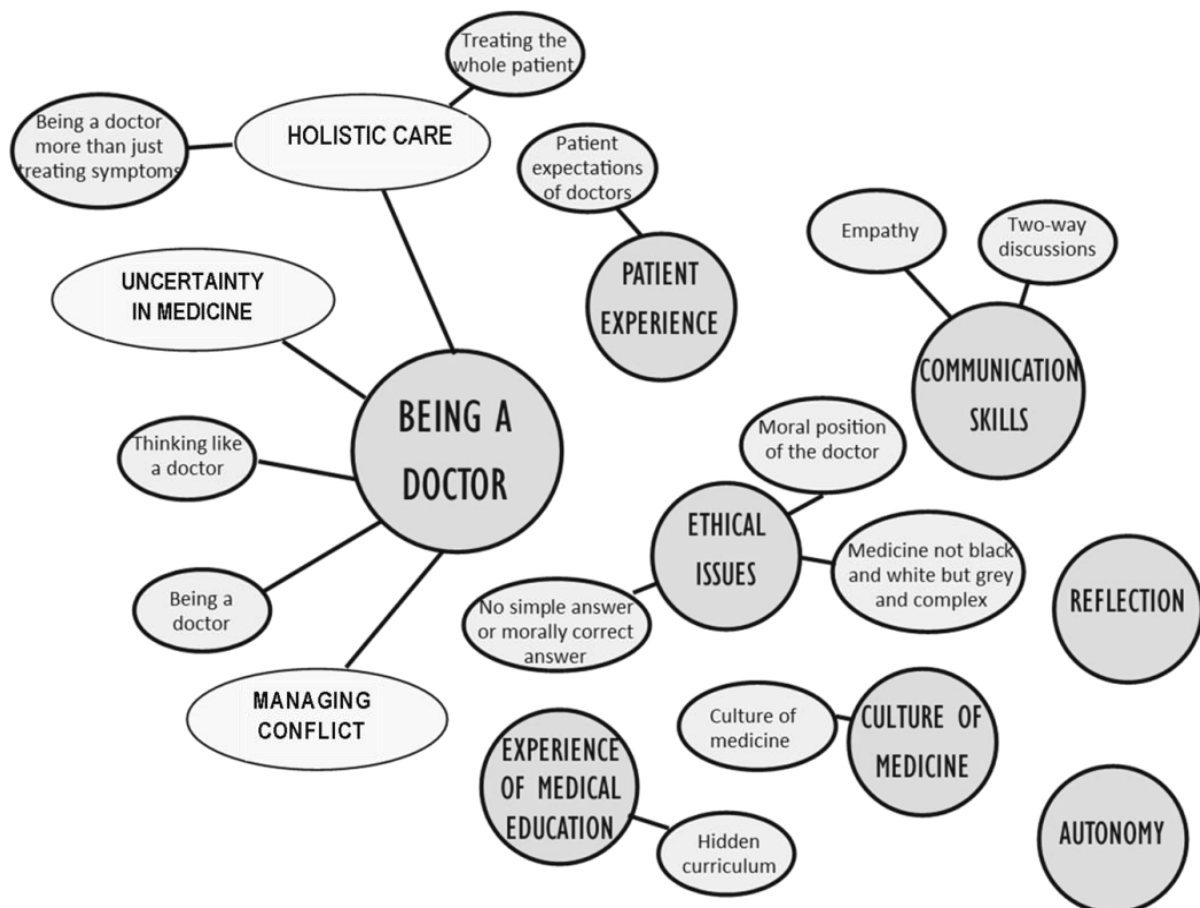 Treating the
whole patient
Being a doctor
more than just
treating symptoms
HOLISTIC CARE
Patient
expectations
of doctors
Empathy
Two-way
discussions
UNCERTAINTY
IN MEDICINE
PATIENT
EXPERIENCE
COMMUNICATION
SKILLS
BEING A
DOCTOR
Thinking like
a doctor
Moral position
of the doctor
ETHICAL
ISSUES
Medicine not black
and white but grey
and complex
REFLECTION
Being a
doctor
No simple answer
or morally correct
answer
MANAGING
CONFLICT
Culture of
medicine
CULTURE OF
MEDICINE
EXPERIENCE
OF MEDICAL
EDUCATION
Hidden
curriculum
AUTONOMY